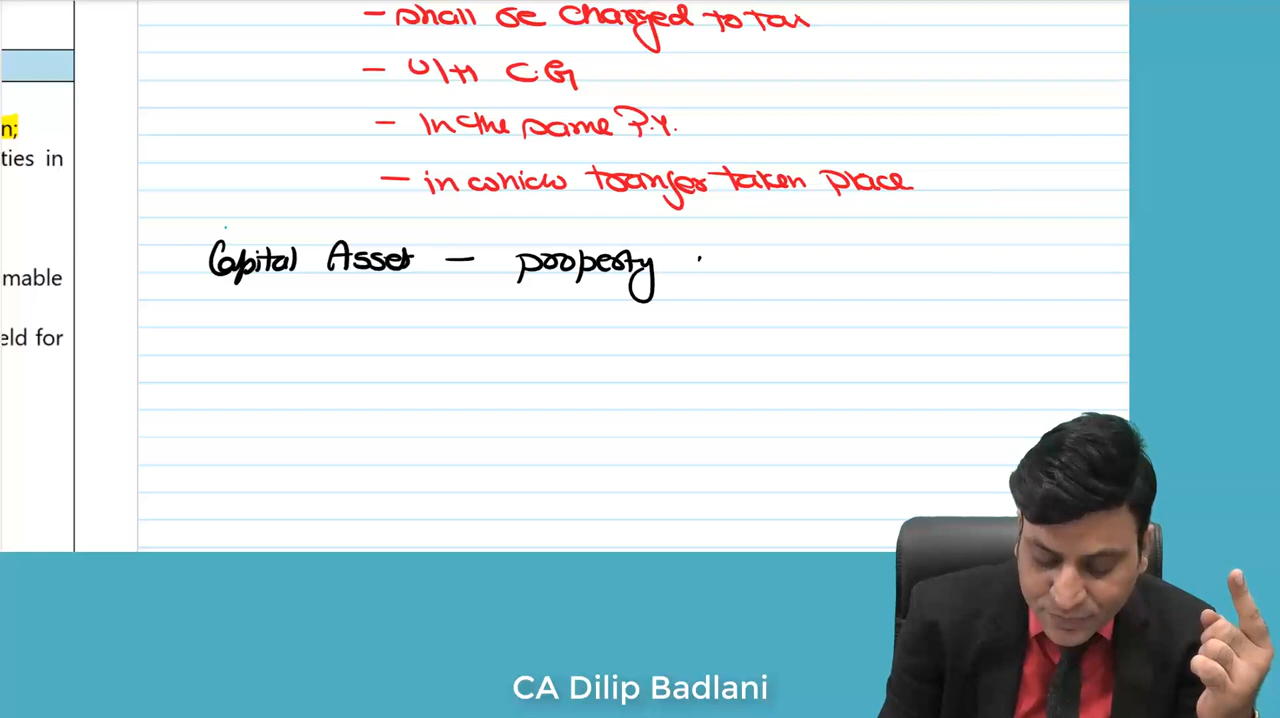 - shall be charged to tax
- U/H C.G
n;
- In the same P.Y.
ties in
- in which transfer taken place
Capital Asset - property
mable
eld for
CA Dilip Badlani